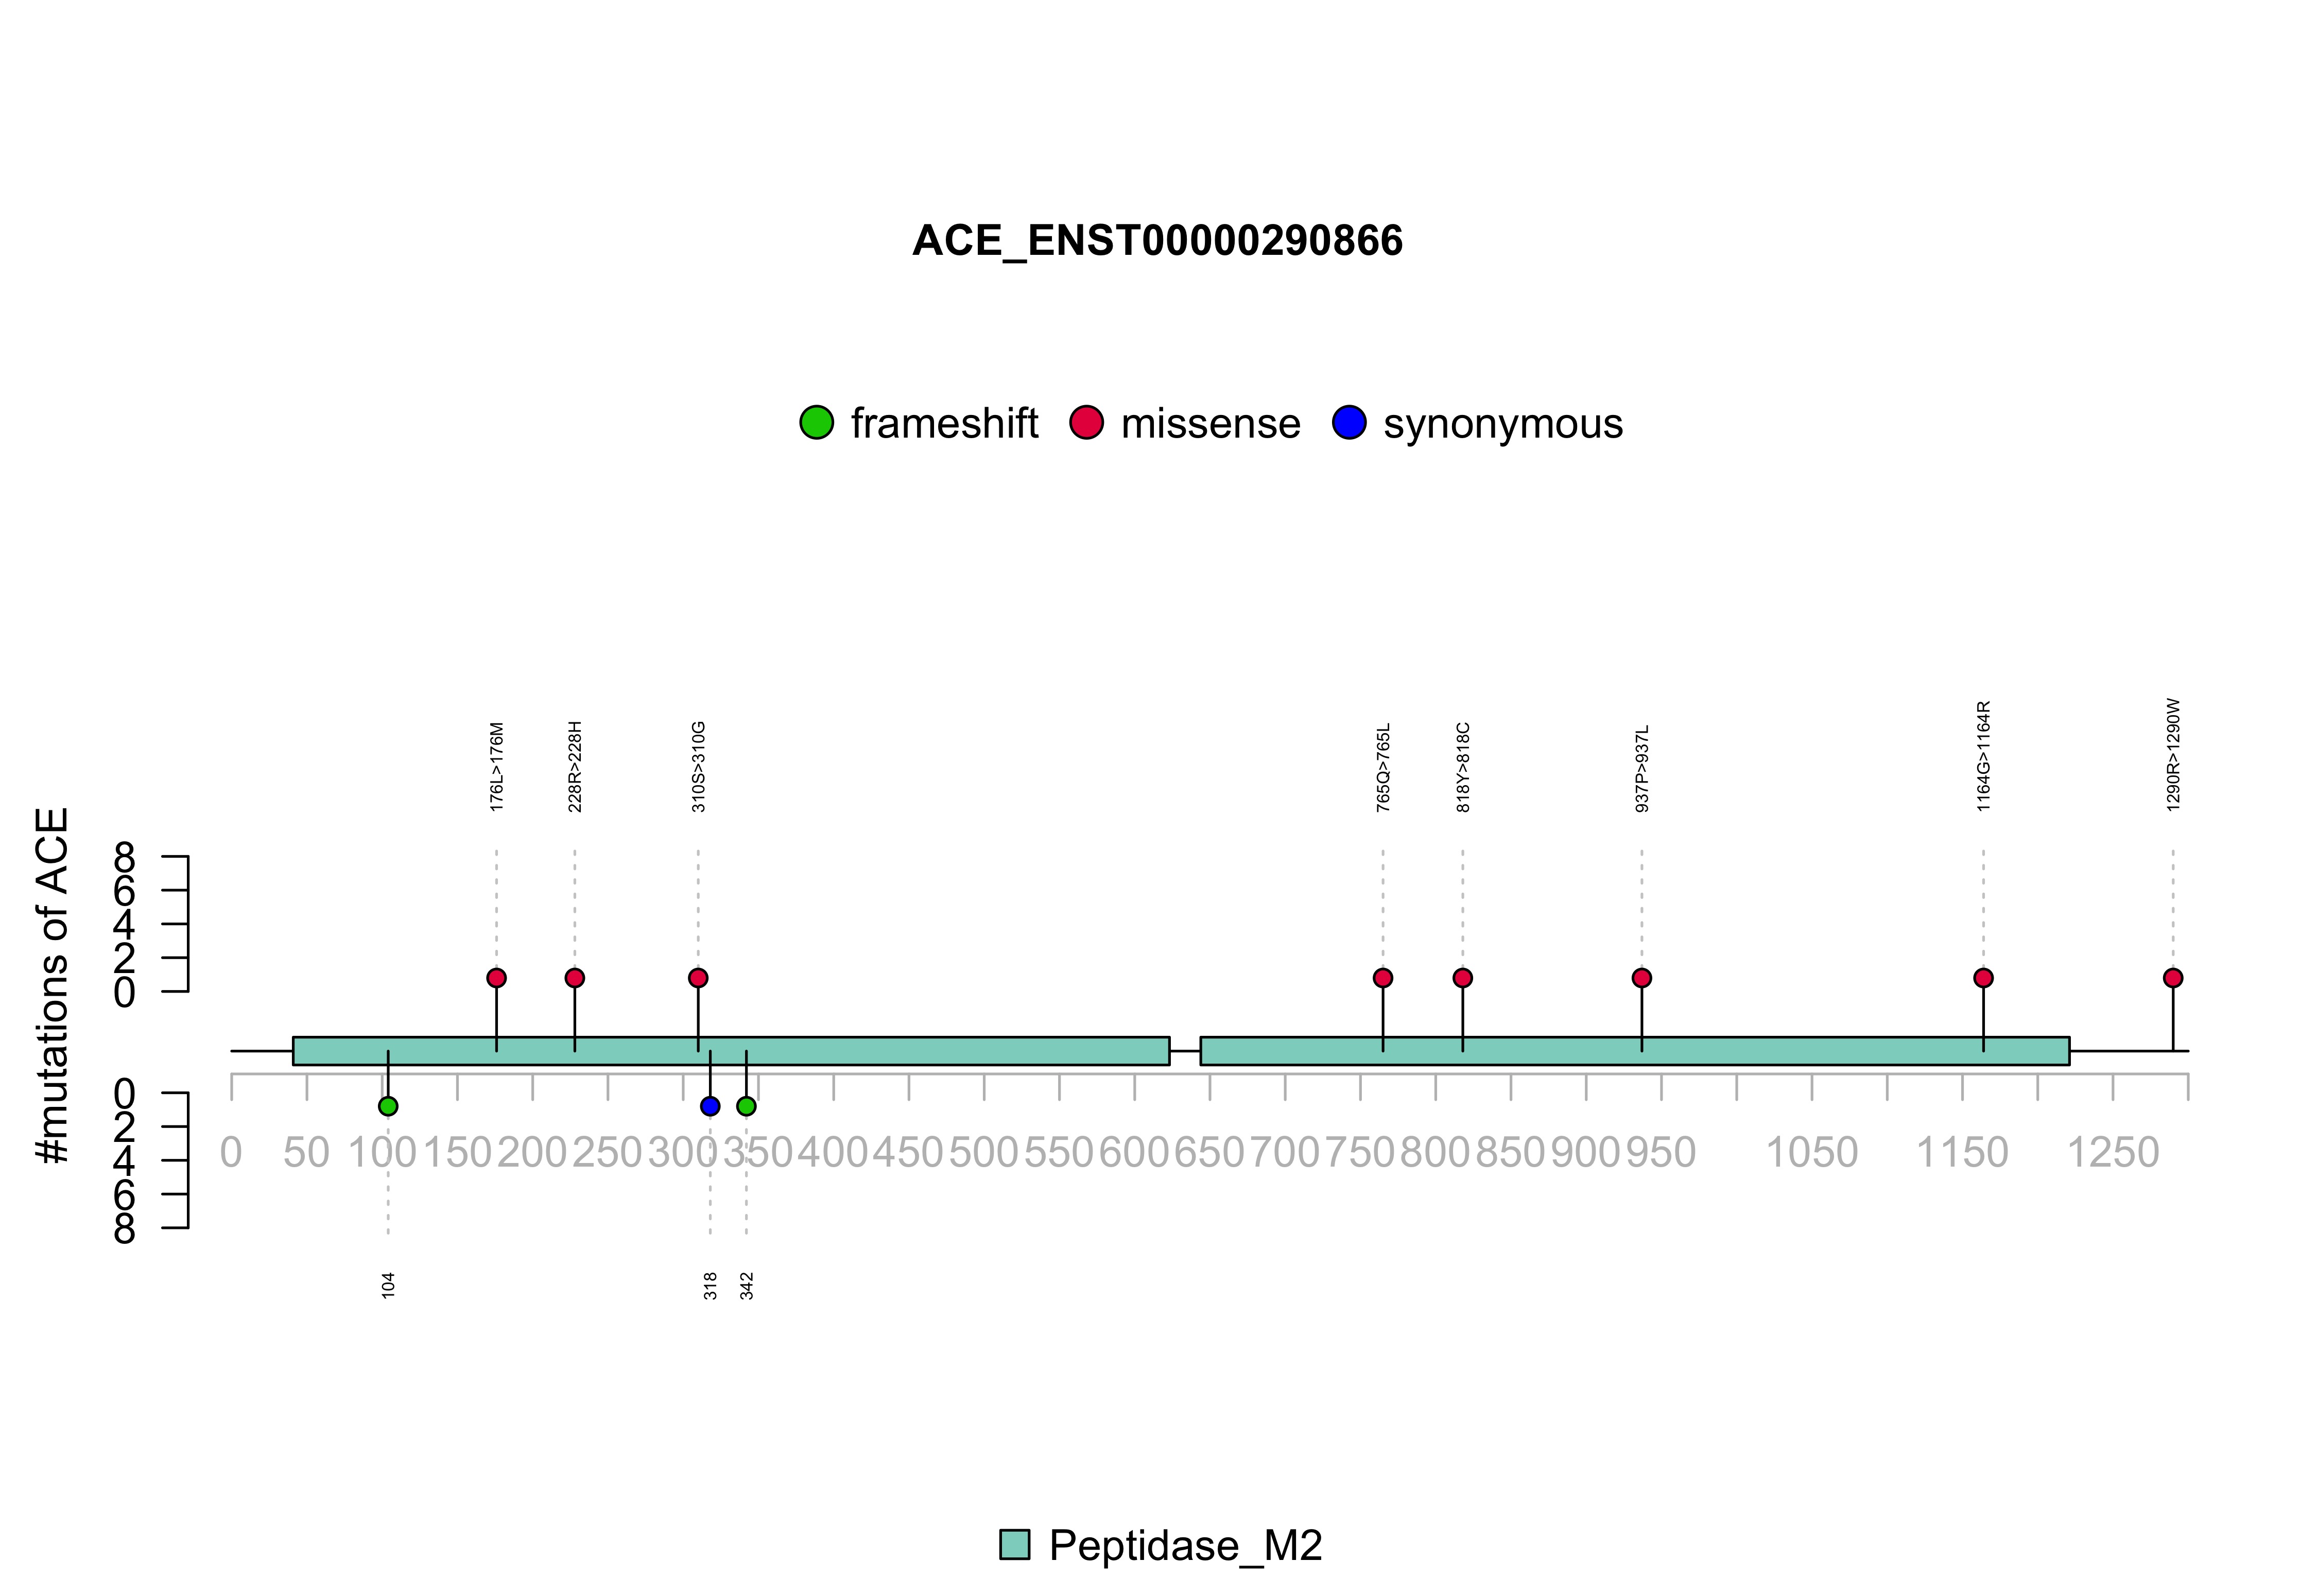 ACE_ENST00000290866
frameshift missense synonymous
176L>176M 228R>228H 310S>310G 765Q>765L 818Y>818C 937P>937L 1164G>1164R 1290R>1290W
#mutations of ACE
8
6
4
2
0
0
2
4
6
8
0 50 100 150 200 250 300 350 400 450 500 550 600 650 700 750 800 850 900 950 1050 1150 1250
104 318 342
Peptidase_M2